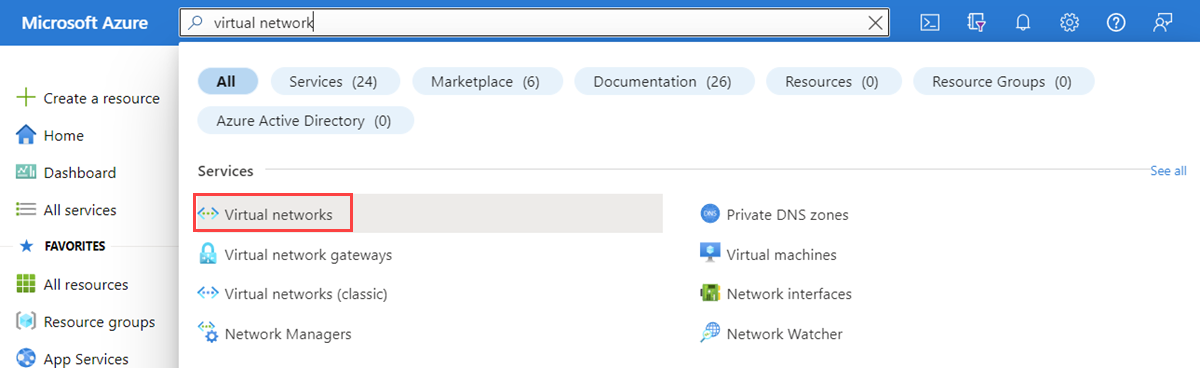 Microsoft Azure
virtual network
All
Services (24)
Marketplace (6)
Documentation (26)
Resources (0)
Resource Groups (0)
Azure Active Directory (0)
Create a resource
Home
Dashboard
All services
FAVORITES
All resources
Resource groups
App Services
Services
See all
Virtual networks
Virtual network gateways
Virtual networks (classic)
Network Managers
DNS
Private DNS zones
Virtual machines
Network interfaces
Network Watcher